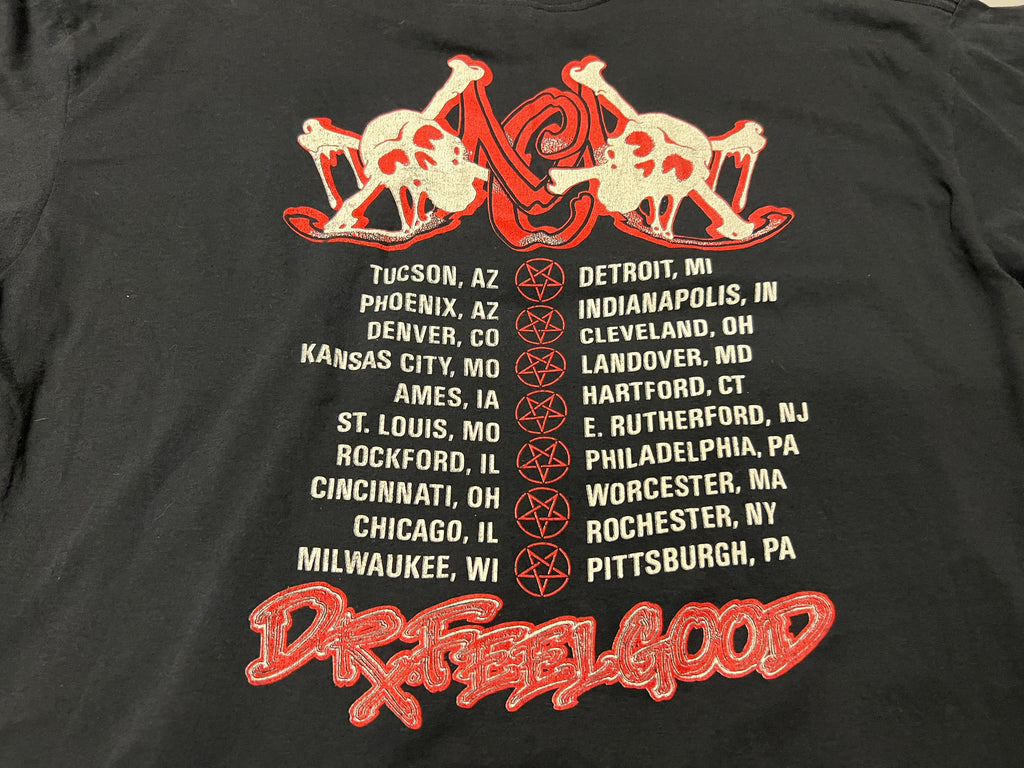 MC
TUCSON, AZ
PHOENIX, AZ
DENVER, CO
KANSAS CITY, MO
AMES, IA
ST. LOUIS, MO
ROCKFORD, IL
CINCINNATI, OH
CHICAGO, IL
MILWAUKEE, WI
DETROIT, MI
INDIANAPOLIS, IN
CLEVELAND, OH
LANDOVER, MD
HARTFORD, CT
E. RUTHERFORD, NJ
PHILADELPHIA, PA
WORCESTER, MA
ROCHESTER, NY
PITTSBURGH, PA
DR. FEELGOOD